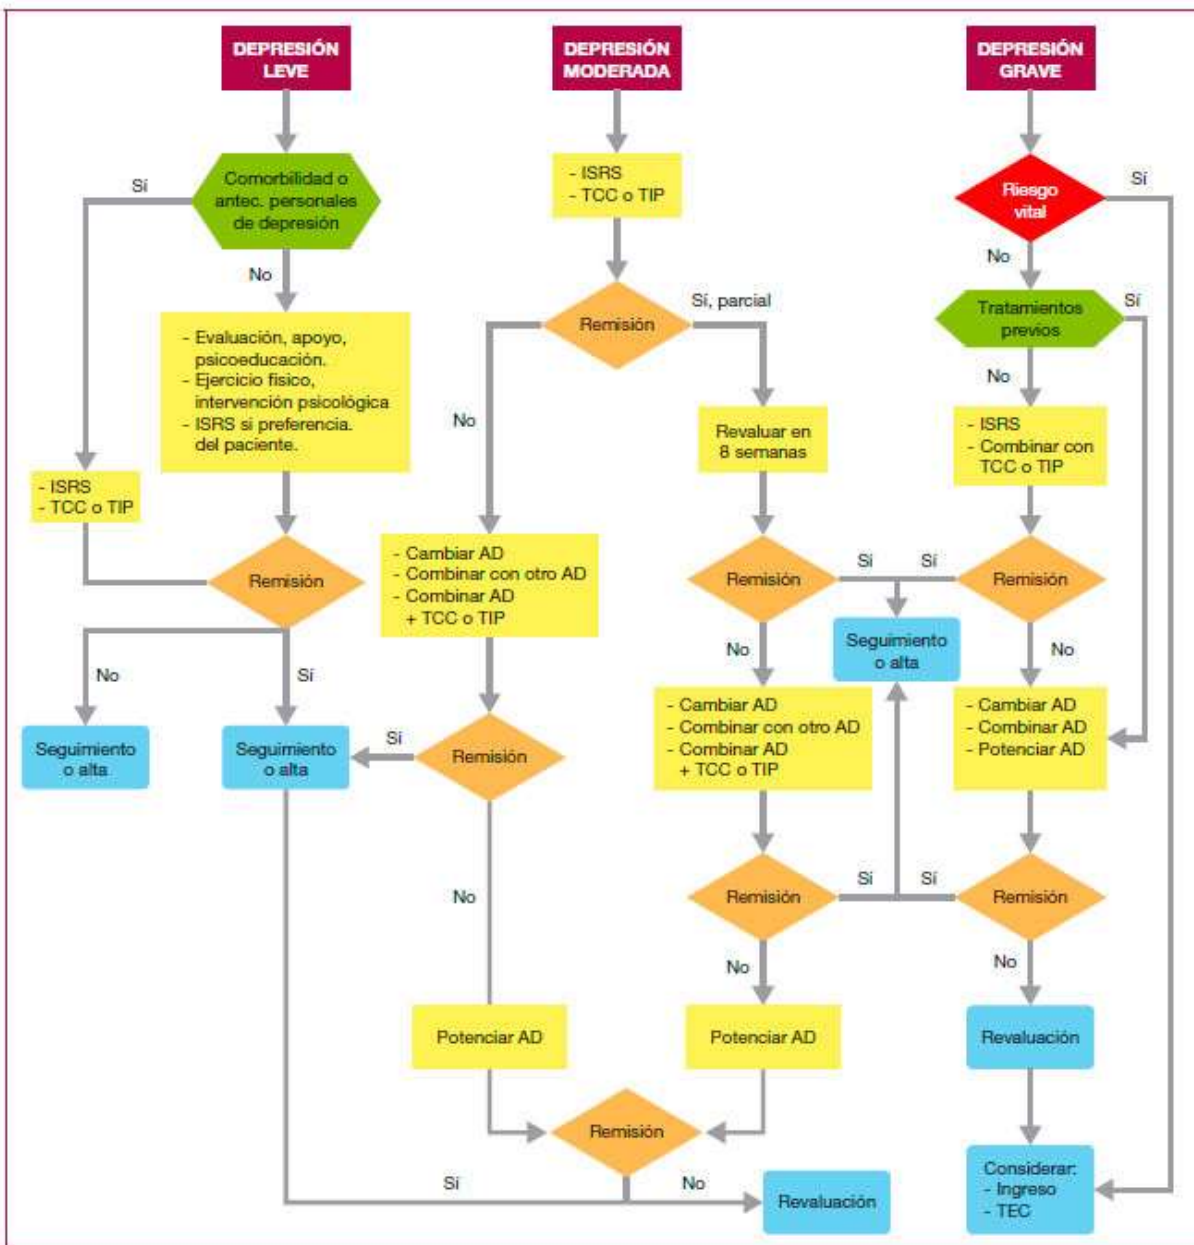 DEPRESIÓN
LEVE
DEPRESIÓN
MODERADA
DEPRESIÓN
GRAVE
Sí
Comorbilidad o
antec. personales
de depresión
No
- Evaluación, apoyo,
psicoeducación.
- Ejercicio físico,
intervención psicológica
- ISRS si preferencia.
del paciente.
- ISRS
- TCC o TIP
Remisión
No
Sí
Seguimiento
o alta
Seguimiento
o alta
- ISRS
- TCC o TIP
Remisión
Sí, parcial
No
- Cambiar AD
- Combinar con otro AD
- Combinar AD
+ TCC o TIP
Sí
Remisión
No
Potenciar AD
Revaluar en
8 semanas
Remisión
Sí
No
- Cambiar AD
- Combinar con otro AD
- Combinar AD
+ TCC o TIP
Remisión
Sí
No
Potenciar AD
Remisión
Sí
No
Revaluación
Riesgo
vital
Sí
No
Tratamientos
previos
Sí
No
- ISRS
- Combinar con
TCC o TIP
Sí
Remisión
Seguimiento
o alta
No
- Cambiar AD
- Combinar AD
- Potenciar AD
Sí
Remisión
No
Revaluación
Considerar:
- Ingreso
- TEC